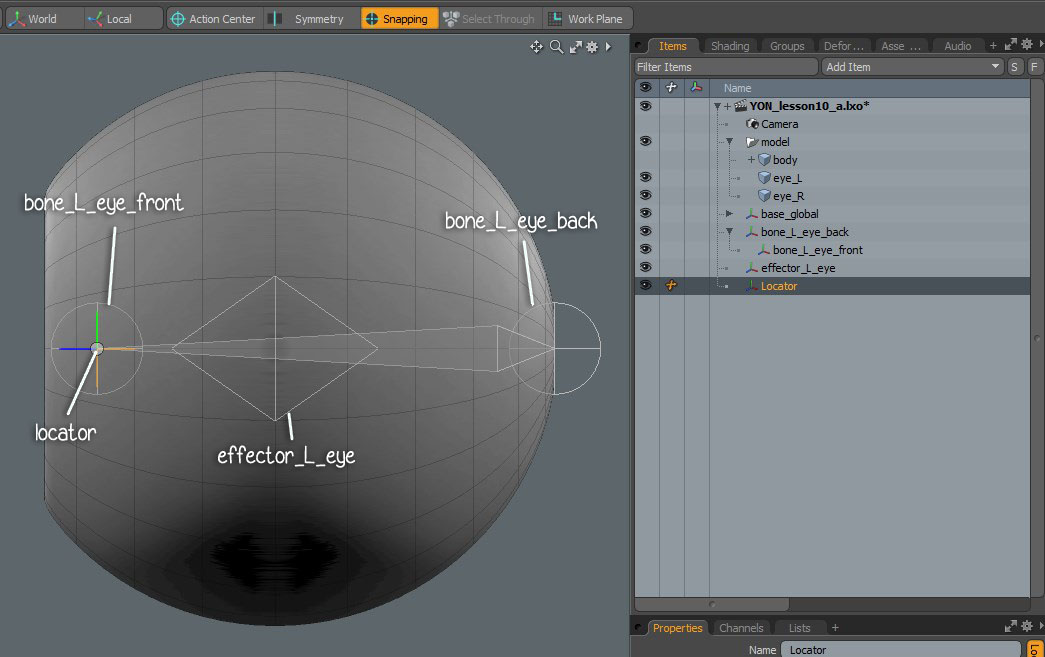 World Local Action Center Symmetry Snapping Select Through Work Plane
Items Shading Groups Defor... Asse ... Audio +
Filter Items Add Item S F
Name
YON_lesson10_a.lxo*
Camera
model
body
eye_L
eye_R
base_global
bone_L_eye_back
bone_L_eye_front
effector_L_eye
Locator
bone_L_eye_front
bone_L_eye_back
locator
effector_L_eye
Properties Channels Lists +
Name Locator
Lo